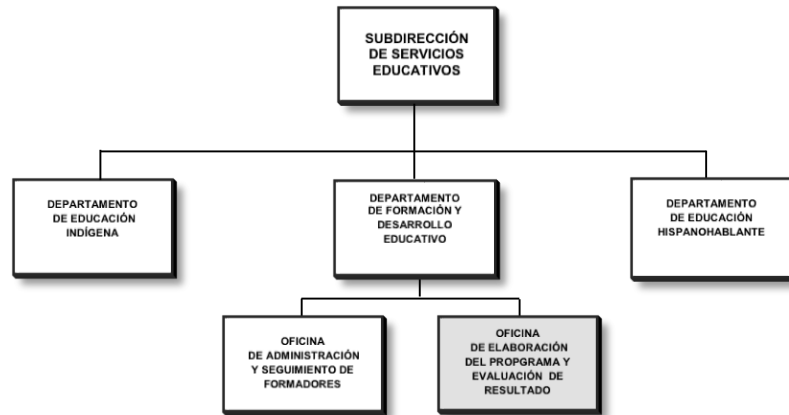 SUBDIRECCIÓN
DE SERVICIOS
EDUCATIVOS
DEPARTAMENTO
DE EDUCACIÓN
INDÍGENA
DEPARTAMENTO
DE FORMACIÓN Y
DESARROLLO
EDUCATIVO
DEPARTAMENTO
DE EDUCACIÓN
HISPANOHABLANTE
OFICINA
DE ADMINISTRACIÓN
Y SEGUIMIENTO DE
FORMADORES
OFICINA
DE ELABORACIÓN
DEL PROPGRAMA Y
EVALUACIÓN DE
RESULTADO